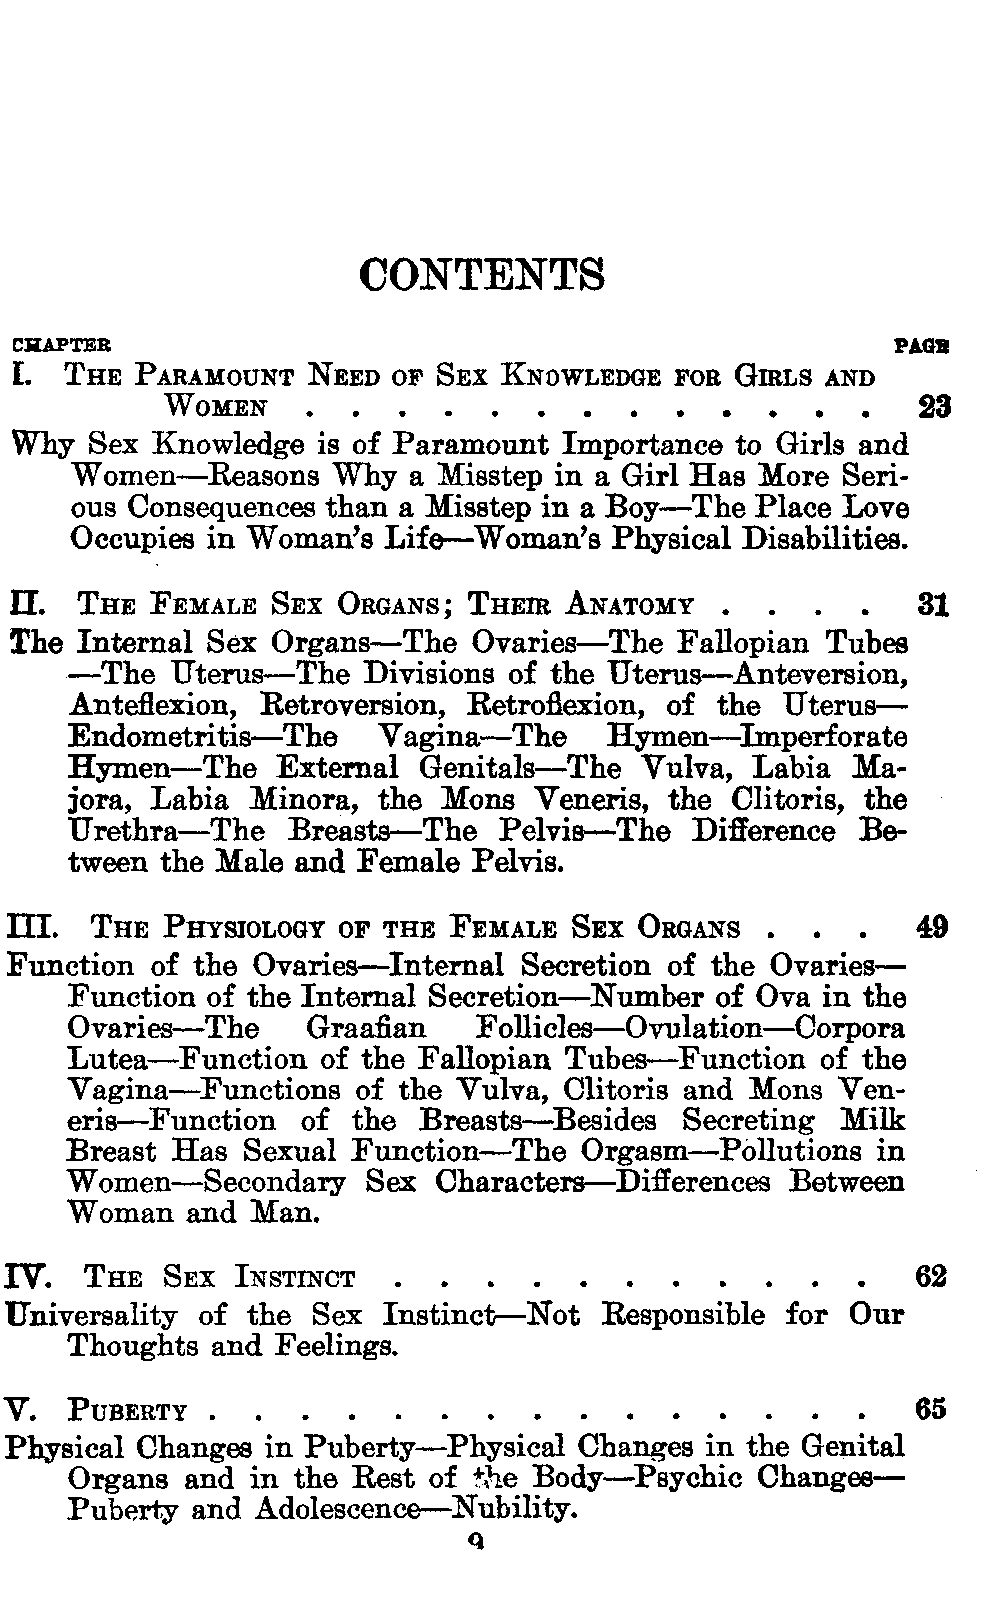 CONTENTS
CHAPTER PAGE
I. The Paramount Need of Sex Knowledge for Girls and
Women . . . . . . . . . . . . . 23
Why Sex Knowledge is of Paramount Importance to Girls and
Women—Reasons Why a Misstep in a Girl Has More Seri-
ous Consequences than a Misstep in a Boy—The Place Love
Occupies in Woman's Life—Woman's Physical Disabilities.
II. The Female Sex Organs; Their Anatomy . . . . 31
The Internal Sex Organs—The Ovaries—The Fallopian Tubes
—The Uterus—The Divisions of the Uterus—Anteversion,
Anteflexion, Retroversion, Retroflexion, of the Uterus—
Endometritis—The Vagina—The Hymen—Imperforate
Hymen—The External Genitals—The Vulva, Labia Ma-
jora, Labia Minora, the Mons Veneris, the Clitoris, the
Urethra—The Breasts—The Pelvis—The Difference Be-
tween the Male and Female Pelvis.
III. The Physiology of the Female Sex Organs . . . 49
Function of the Ovaries—Internal Secretion of the Ovaries—
Function of the Internal Secretion—Number of Ova in the
Ovaries—The Graafian Follicles—Ovulation—Corpora
Lutea—Function of the Fallopian Tubes—Function of the
Vagina—Functions of the Vulva, Clitoris and Mons Ven-
eris—Function of the Breasts—Besides Secreting Milk
Breast Has Sexual Function—The Orgasm—Pollutions in
Women—Secondary Sex Characters—Differences Between
Woman and Man.
IV. The Sex Instinct . . . . . . . . . . . 62
Universality of the Sex Instinct—Not Responsible for Our
Thoughts and Feelings.
V. Puberty . . . . . . . . . . . . . . . 65
Physical Changes in Puberty—Physical Changes in the Genital
Organs and in the Rest of the Body—Psychic Changes—
Puberty and Adolescence—Nubility.
9